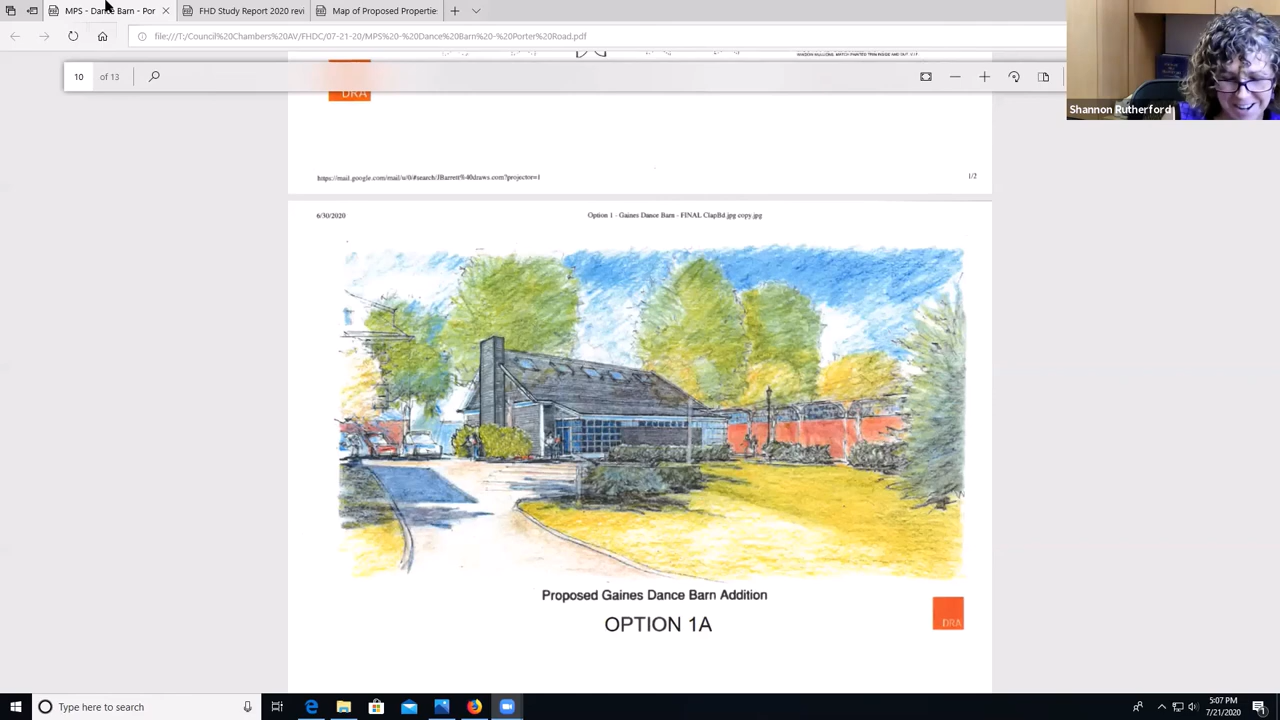 MPS - Dance Barn - Por
FHD Study Report 2020 revi
Map of Proposed Propertie
file:///T:/Council%20Chambers%20AV/FHDC/07-21-20/MPS%20-%20Dance%20Barn%20-%20Porter%20Road.pdf
10 of 13
DRA
Shannon Rutherford
https://mail.google.com/mail/u/0/#search/JBarrett%40draws.com?projector=1
1/2
6/30/2020
Option 1 - Gaines Dance Barn - FINAL ClapBd.jpg copy.jpg
Proposed Gaines Dance Barn Addition
OPTION 1A
DRA
Type here to search
5:07 PM
7/21/2020